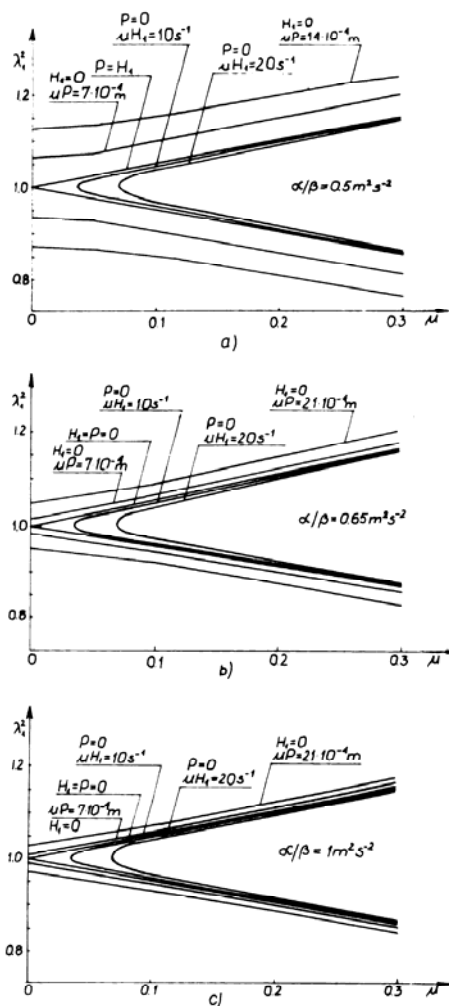 λ₁²
P=0
μH₁=10s⁻¹
H₁=0
μP=14·10⁻⁴m
P=0
μH₁=20s⁻¹
H₁=0
μP=7·10⁻⁴m
P=H₁
1.2
1.0
0.8
α/β=0.5m²s⁻²
0
0.1
0.2
0.3
μ
a)
λ₁²
P=0
μH₁=10s⁻¹
H₁=0
μP=21·10⁻⁴m
P=0
μH₁=20s⁻¹
H₁=P=0
H₁=0
μP=7·10⁻⁴m
1.2
1.0
0.8
α/β=0.65m²s⁻²
0
0.1
0.2
0.3
μ
b)
λ₁²
P=0
μH₁=10s⁻¹
P=0
μH₁=20s⁻¹
H₁=0
μP=21·10⁻⁴m
H₁=P=0
μP=7·10⁻⁴m
H₁=0
1.2
1.0
0.8
α/β=1m²s⁻²
0
0.1
0.2
0.3
μ
c)